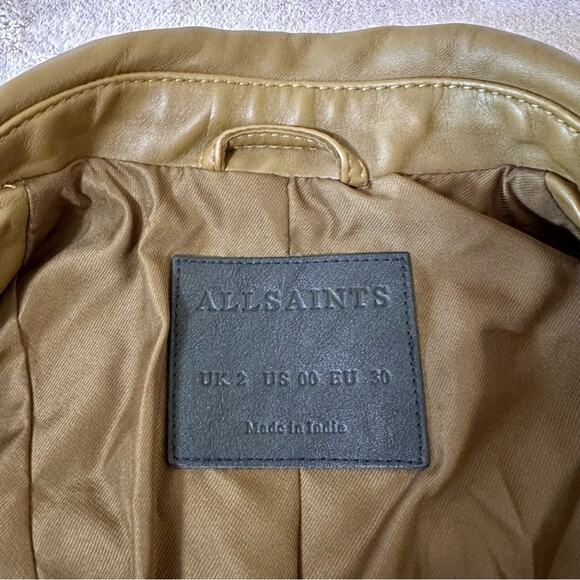 ALLSAINTS
UK 2 US 00 EU 30
Made in India